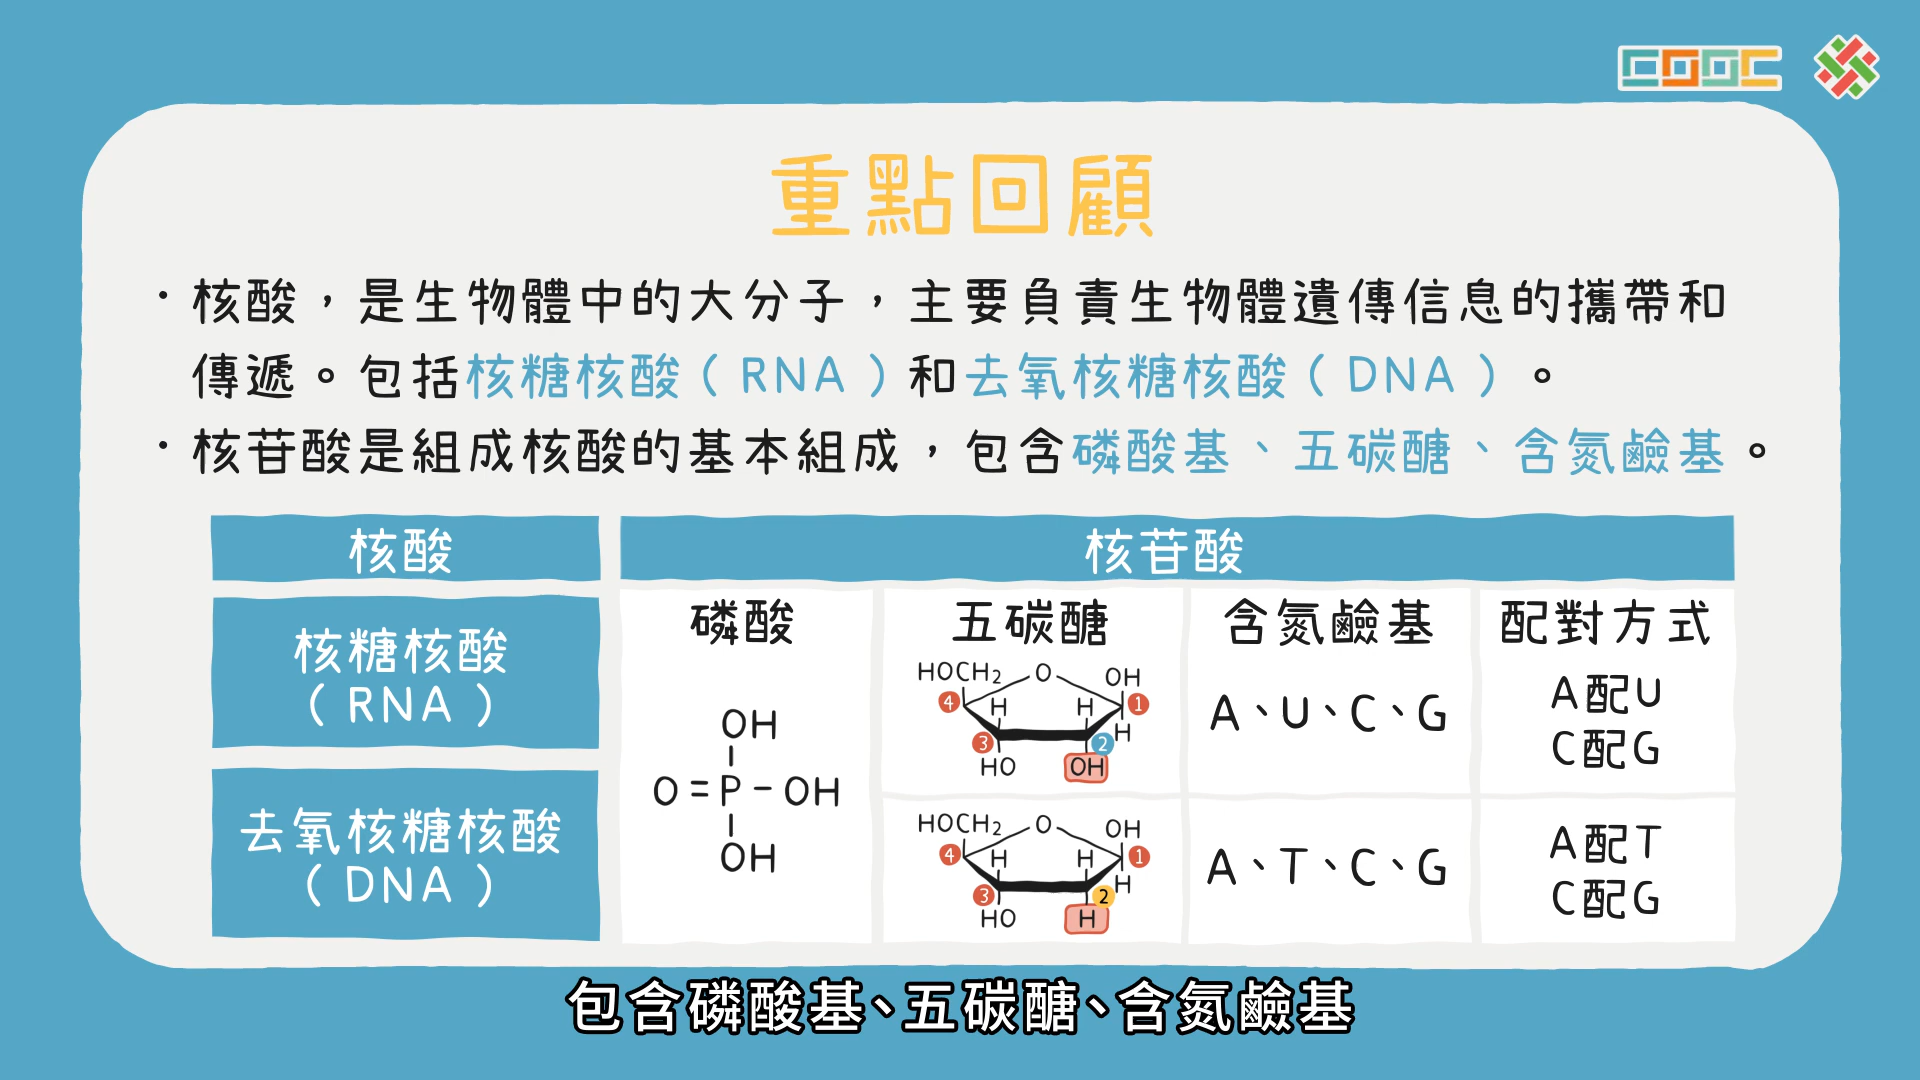 COOC
重點回顧
·核酸，是生物體中的大分子，主要負責生物體遺傳信息的攜帶和
傳遞。包括核糖核酸（RNA）和去氧核糖核酸（DNA）。
·核苷酸是組成核酸的基本組成，包含磷酸基、五碳醣、含氮鹼基。
核酸
核苷酸
磷酸
五碳醣
含氮鹼基
配對方式
核糖核酸
（RNA）
OH
O=P-OH
OH
HOCH₂ O OH
4 H H 1
3 2 H
HO OH
A、U、C、G
A配U
C配G
去氧核糖核酸
（DNA）
HOCH₂ O OH
4 H H 1
3 2 H
HO H
A、T、C、G
A配T
C配G
包含磷酸基、五碳醣、含氮鹼基